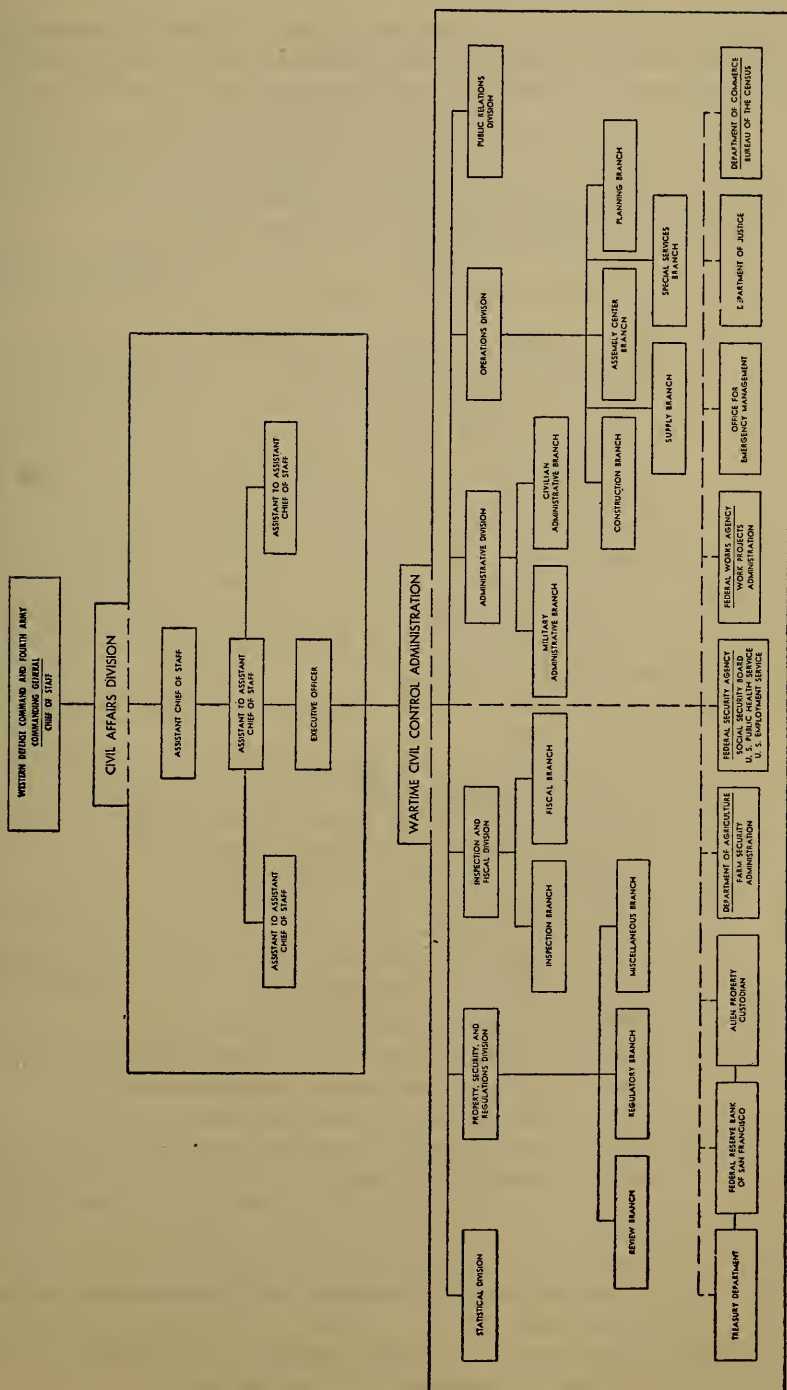 WESTERN DEFENSE COMMAND AND FOURTH ARMY
COMMANDING GENERAL
CHIEF OF STAFF
CIVIL AFFAIRS DIVISION
ASSISTANT CHIEF OF STAFF
ASSISTANT TO ASSISTANT
CHIEF OF STAFF
ASSISTANT TO ASSISTANT
CHIEF OF STAFF
ASSISTANT TO ASSISTANT
CHIEF OF STAFF
EXECUTIVE OFFICER
WARTIME CIVIL CONTROL ADMINISTRATION
STATISTICAL DIVISION
PROPERTY, SECURITY, AND
REGULATIONS DIVISION
INSPECTION AND
FISCAL DIVISION
ADMINISTRATIVE DIVISION
OPERATIONS DIVISON
PUBLIC RELATIONS
DIVISION
INSPECTION BRANCH
FISCAL BRANCH
MILITARY
ADMINISTRATIVE BRANCH
CIVILIAN
ADMINISTRATIVE BRANCH
REVIEW BRANCH
REGULATORY BRANCH
MISCELLANEOUS BRANCH
CONSTRUCTION BRANCH
ASSEMBLY CENTER
BRANCH
PLANNING BRANCH
SUPPLY BRANCH
SPECIAL SERVICES
BRANCH
TREASURY DEPARTMENT
FEDERAL RESERVE BANK
OF SAN FRANCISCO
ALIEN PROPERTY
CUSTODIAN
DEPARTMENT OF AGRICULTURE
FARM SECURITY
ADMINISTRATION
FEDERAL SECURITY AGENCY
SOCIAL SECURITY BOARD
U. S. PUBLIC HEALTH SERVICE
U. S. EMPLOYMENT SERVICE
FEDERAL WORKS AGENCY
WORK PROJECTS
ADMINISTRATION
OFFICE FOR
EMERGENCY MANAGEMENT
DEPARTMENT OF JUSTICE
DEPARTMENT OF COMMERCE
BUREAU OF THE CENSUS